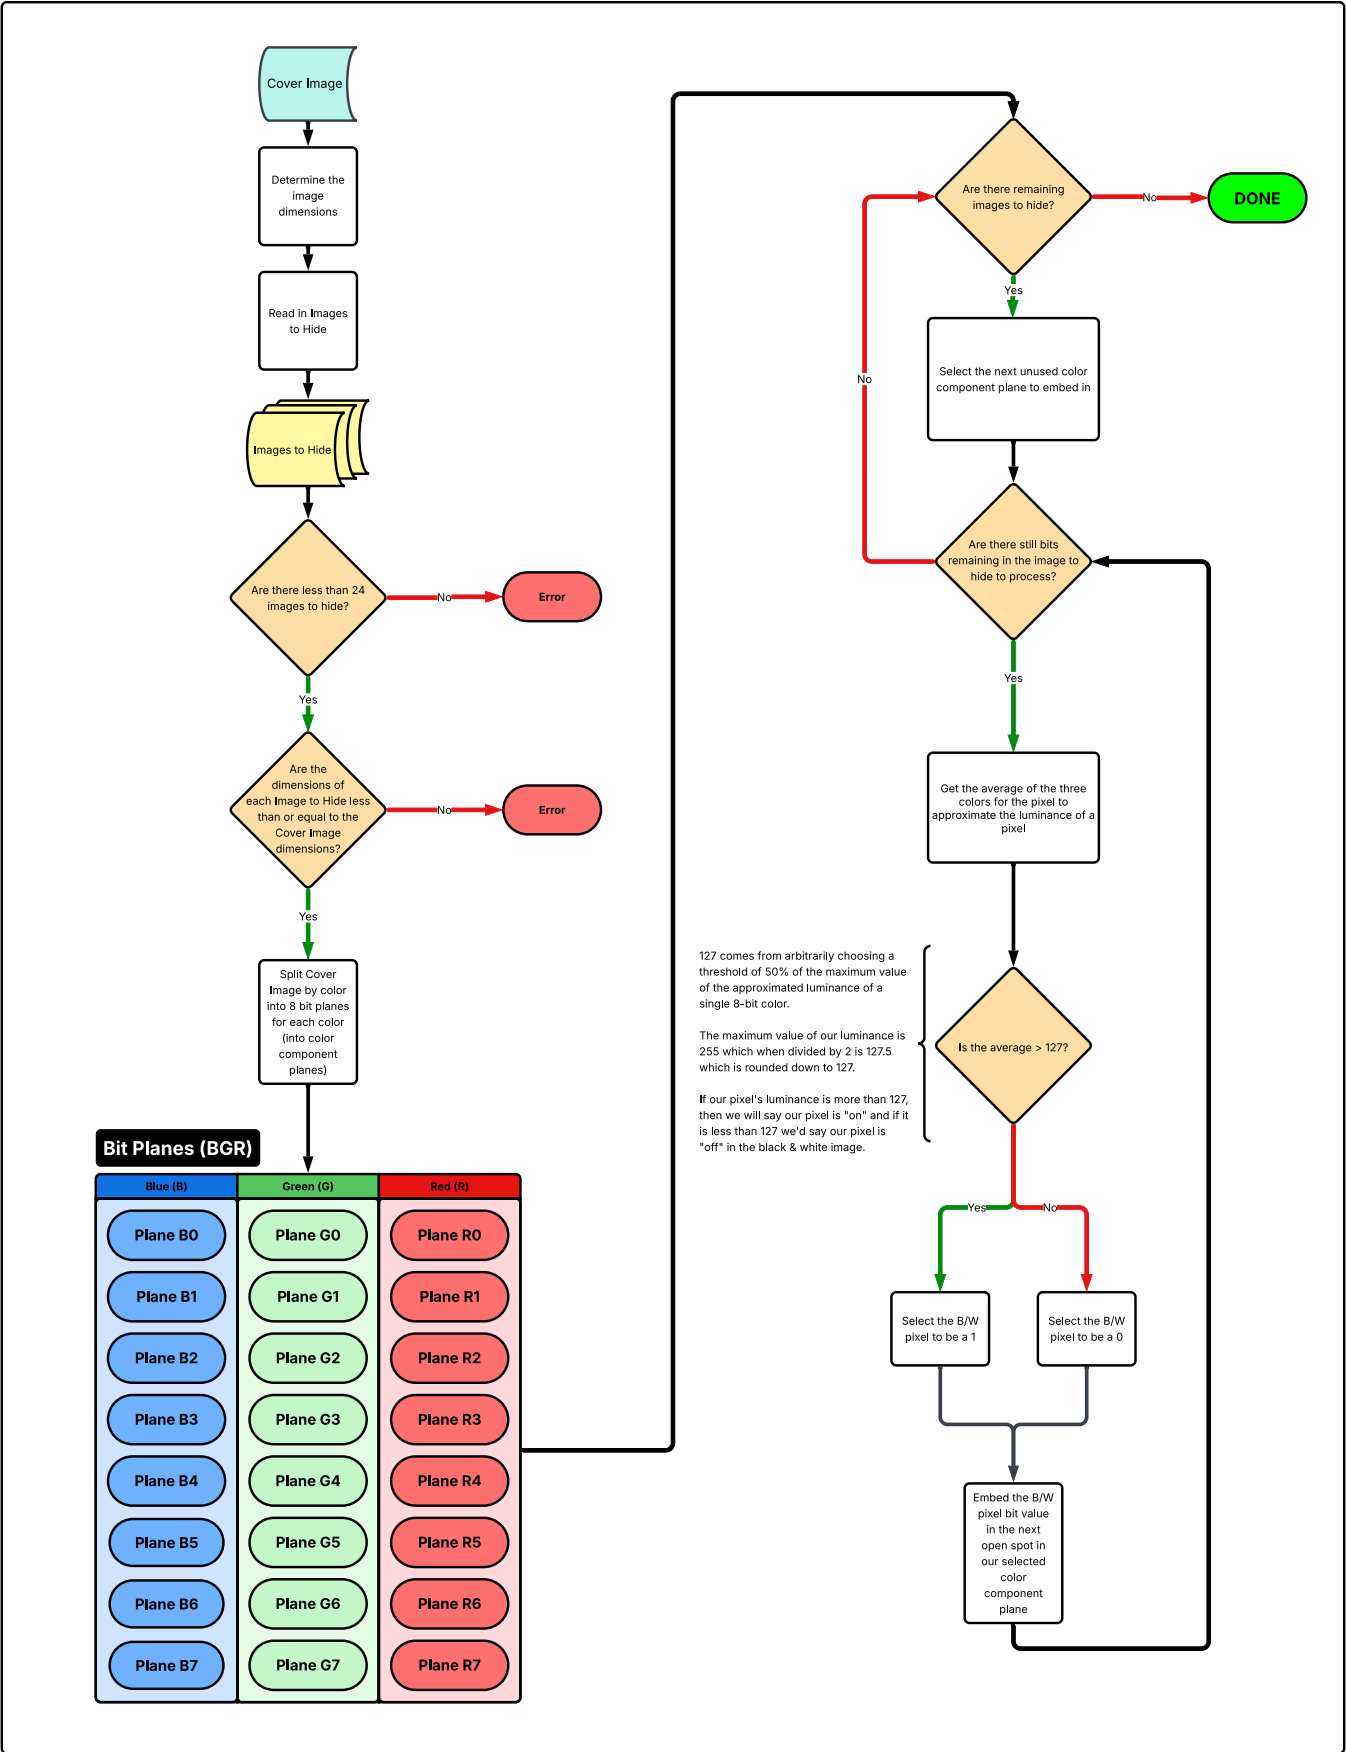 Cover Image
Determine the
image
dimensions
Read in Images
to Hide
Images to Hide
Are there less than 24
images to hide?
No
Error
Yes
Are the
dimensions of
each Image to Hide less
than or equal to the
Cover Image
dimensions?
No
Error
Yes
Split Cover
Image by color
into 8 bit planes
for each color
(into color
component
planes)
Bit Planes (BGR)
Blue (B)
Green (G)
Red (R)
Plane B0
Plane G0
Plane R0
Plane B1
Plane G1
Plane R1
Plane B2
Plane G2
Plane R2
Plane B3
Plane G3
Plane R3
Plane B4
Plane G4
Plane R4
Plane B5
Plane G5
Plane R5
Plane B6
Plane G6
Plane R6
Plane B7
Plane G7
Plane R7
Are there remaining
images to hide?
No
DONE
Yes
Select the next unused color
component plane to embed in
No
Are there still bits
remaining in the image to
hide to process?
Yes
Get the average of the three
colors for the pixel to
approximate the luminance of a
pixel
127 comes from arbitrarily choosing a
threshold of 50% of the maximum value
of the approximated luminance of a
single 8-bit color.
The maximum value of our luminance is
255 which when divided by 2 is 127.5
which is rounded down to 127.
If our pixel's luminance is more than 127,
then we will say our pixel is "on" and if it
is less than 127 we'd say our pixel is
"off" in the black & white image.
Is the average > 127?
Yes
No
Select the B/W
pixel to be a 1
Select the B/W
pixel to be a 0
Embed the B/W
pixel bit value
in the next
open spot in
our selected
color
component
plane